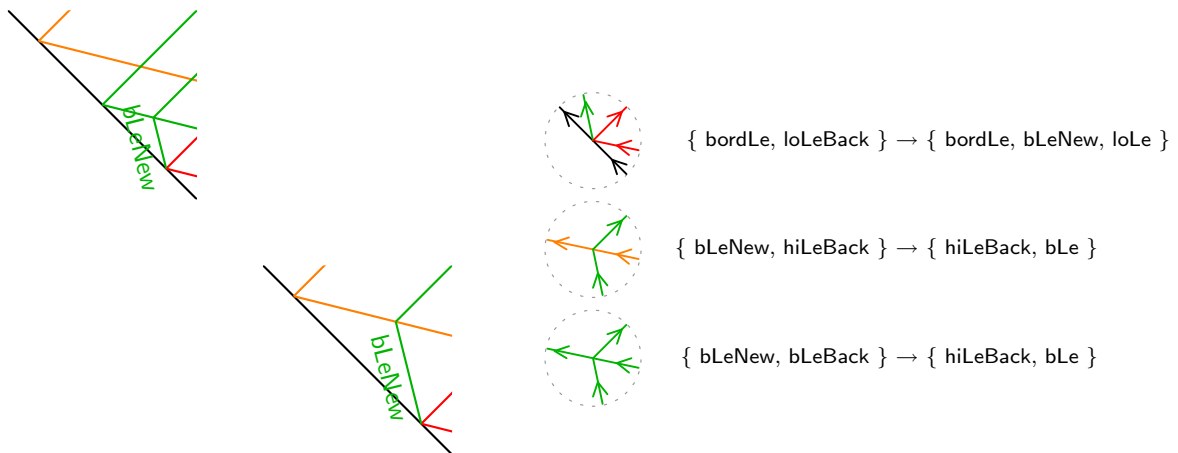 bLeNew
{ bordLe, loLeBack } → { bordLe, bLeNew, loLe }
{ bLeNew, hiLeBack } → { hiLeBack, bLe }
bLeNew
{ bLeNew, bLeBack } → { hiLeBack, bLe }